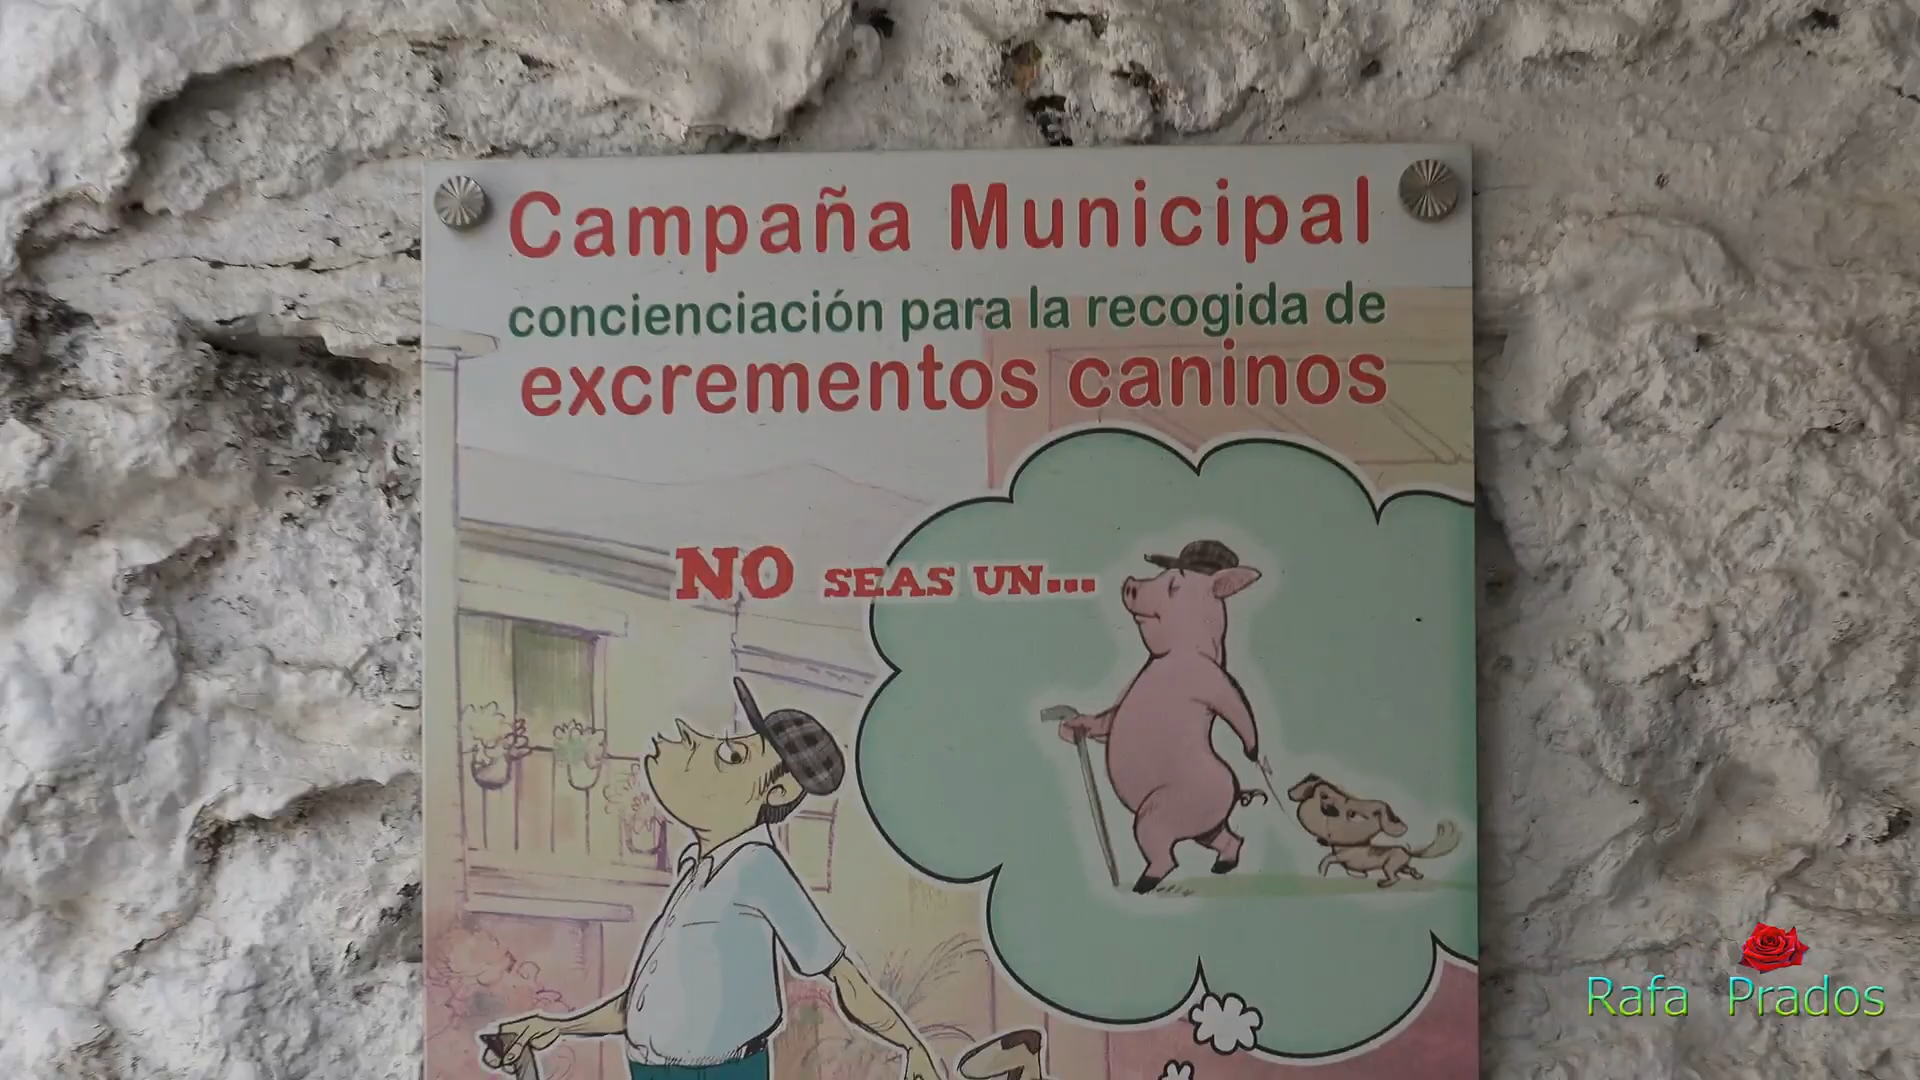 Campaña Municipal
concienciación para la recogida de
excrementos caninos
NO SEAS UN...
Rafa Prados